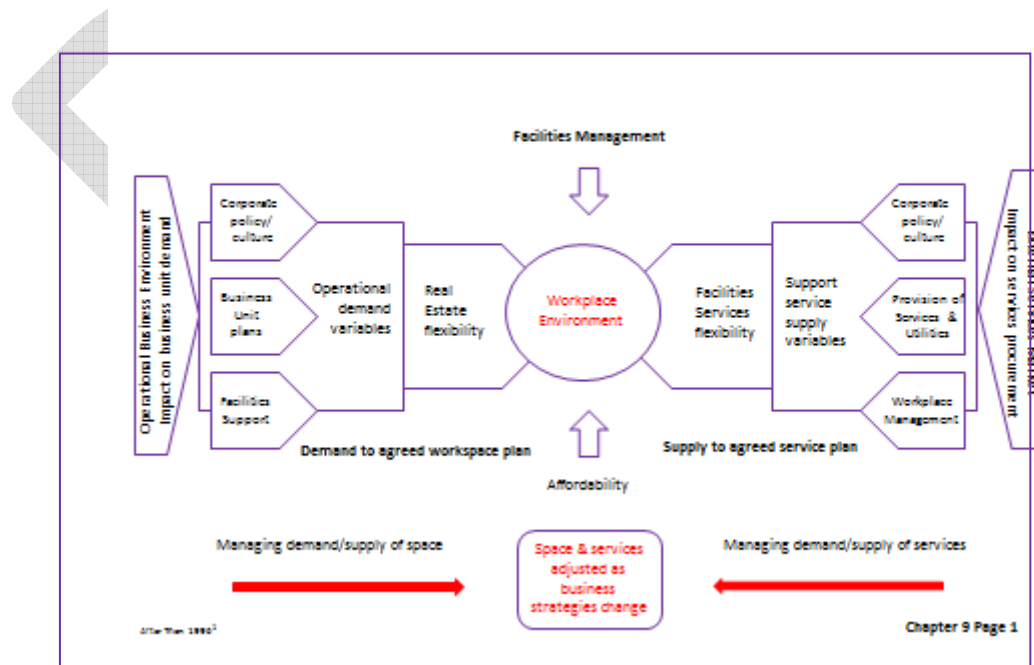 Facilities Management
Operational Business Environment
Impact on business unit demand
Corporate
policy/
culture
Business
Unit
plans
Facilities
Support
Operational
demand
variables
Real
Estate
flexibility
Workplace
Environment
Facilities
Services
flexibility
Support
service
supply
variables
Corporate
policy/
culture
Provision of
Services &
Utilities
Workplace
Management
Impact on services procurement
Demand to agreed workspace plan
Supply to agreed service plan
Affordability
Managing demand/supply of space
Space & services
adjusted as
business
strategies change
Managing demand/supply of services
After Then
Chapter 9 Page 1